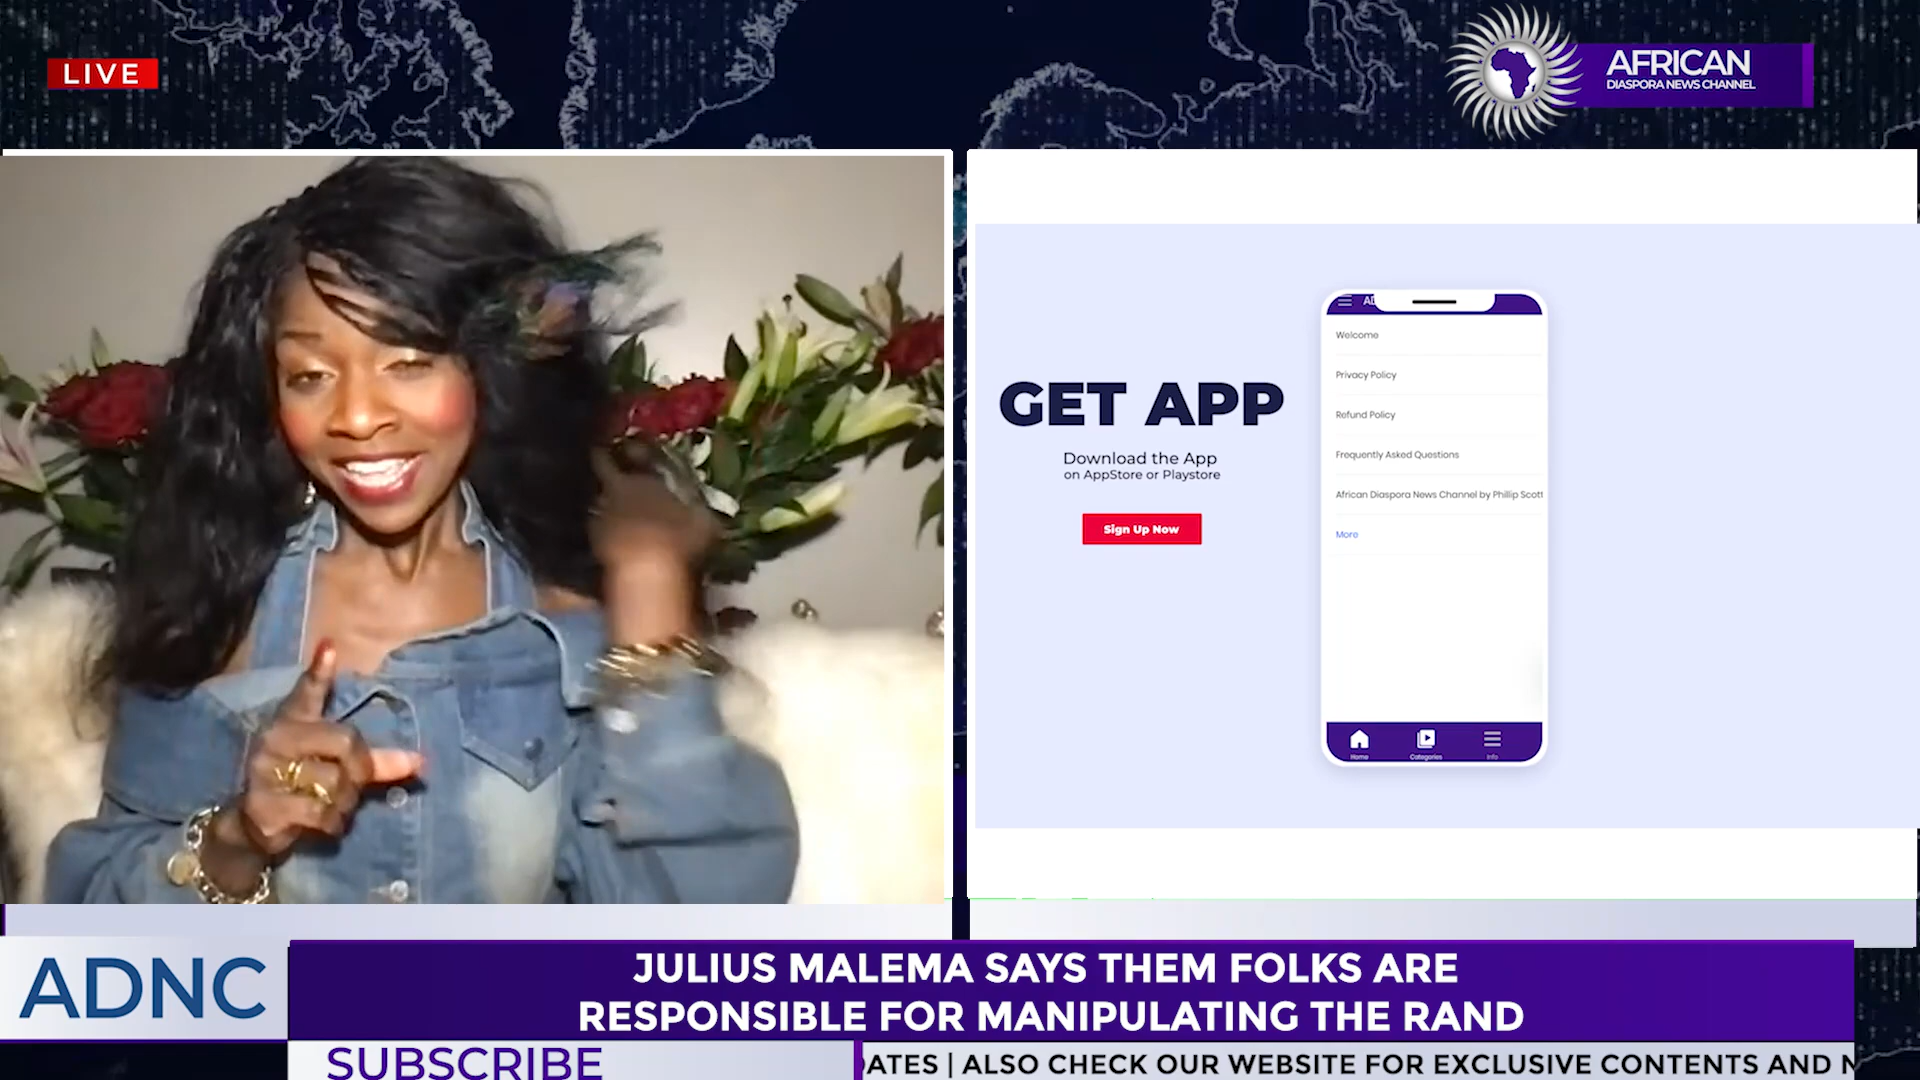 LIVE
AFRICAN
DIASPORA NEWS CHANNEL
GET APP
Download the App
on AppStore or Playstore
Sign Up Now
Welcome
Privacy Policy
Refund Policy
Frequently Asked Questions
African Diaspora News Channel by Phillip Scott
More
Home
Categories
Info
ADNC
JULIUS MALEMA SAYS THEM FOLKS ARE
RESPONSIBLE FOR MANIPULATING THE RAND
SUBSCRIBE
DATES | ALSO CHECK OUR WEBSITE FOR EXCLUSIVE CONTENTS AND